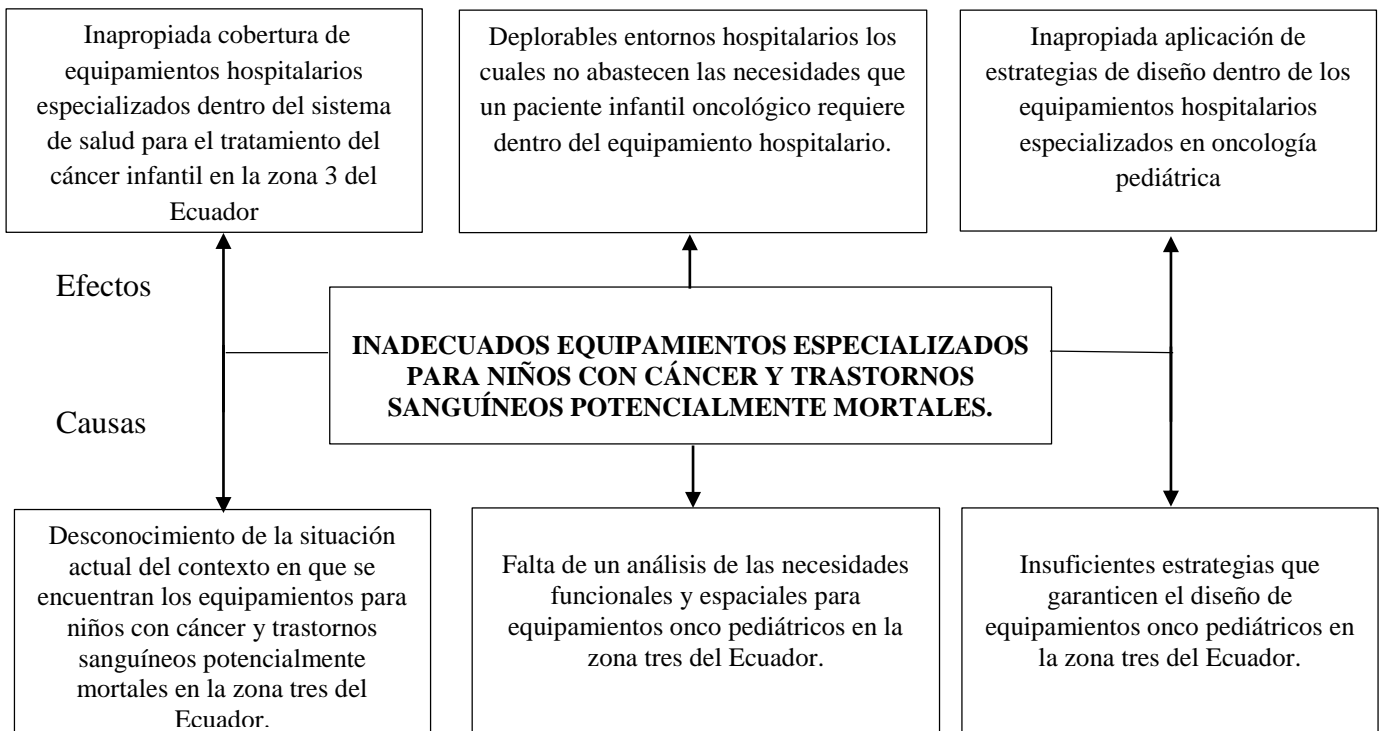 Inapropiada cobertura de
equipamientos hospitalarios
especializados dentro del sistema
de salud para el tratamiento del
cáncer infantil en la zona 3 del
Ecuador
Deplorables entornos hospitalarios los
cuales no abastecen las necesidades que
un paciente infantil oncológico requiere
dentro del equipamiento hospitalario.
Inapropiada aplicación de
estrategias de diseño dentro de los
equipamientos hospitalarios
especializados en oncología
pediátrica
Efectos
INADECUADOS EQUIPAMIENTOS ESPECIALIZADOS
PARA NIÑOS CON CÁNCER Y TRASTORNOS
SANGUÍNEOS POTENCIALMENTE MORTALES.
Causas
Desconocimiento de la situación
actual del contexto en que se
encuentran los equipamientos para
niños con cáncer y trastornos
sanguíneos potencialmente
mortales en la zona tres del
Ecuador.
Falta de un análisis de las necesidades
funcionales y espaciales para
equipamientos onco pediátricos en la
zona tres del Ecuador.
Insuficientes estrategias que
garanticen el diseño de
equipamientos onco pediátricos en
la zona tres del Ecuador.